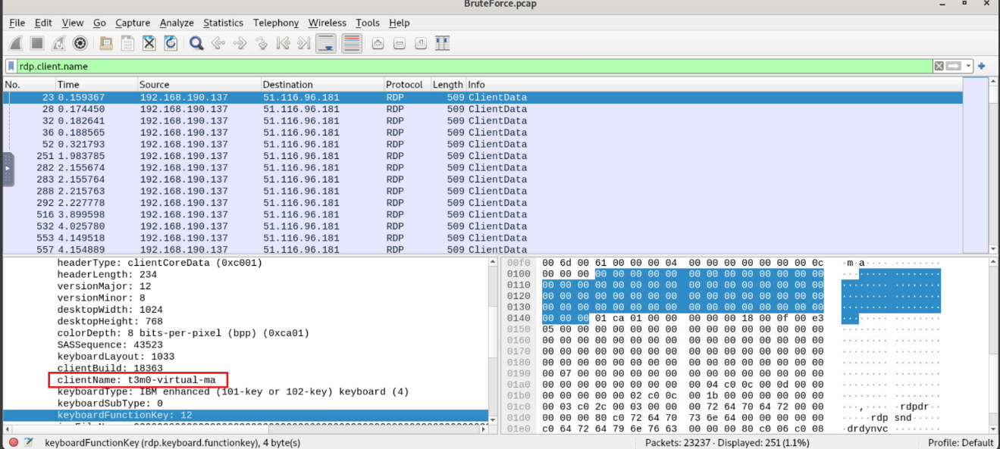 BruteForce.pcap
File Edit View Go Capture Analyze Statistics Telephony Wireless Tools Help
rdp.client.name
No. Time Source Destination Protocol Length Info
23 0.159367 192.168.190.137 51.116.96.181 RDP 509 ClientData
28 0.174450 192.168.190.137 51.116.96.181 RDP 509 ClientData
32 0.182641 192.168.190.137 51.116.96.181 RDP 509 ClientData
36 0.188565 192.168.190.137 51.116.96.181 RDP 509 ClientData
52 0.321793 192.168.190.137 51.116.96.181 RDP 509 ClientData
251 1.983785 192.168.190.137 51.116.96.181 RDP 509 ClientData
282 2.155674 192.168.190.137 51.116.96.181 RDP 509 ClientData
283 2.155764 192.168.190.137 51.116.96.181 RDP 509 ClientData
288 2.215763 192.168.190.137 51.116.96.181 RDP 509 ClientData
292 2.227778 192.168.190.137 51.116.96.181 RDP 509 ClientData
516 3.899598 192.168.190.137 51.116.96.181 RDP 509 ClientData
532 4.025780 192.168.190.137 51.116.96.181 RDP 509 ClientData
553 4.149518 192.168.190.137 51.116.96.181 RDP 509 ClientData
557 4.154889 192.168.190.137 51.116.96.181 RDP 509 ClientData
headerType: clientCoreData (0xc001)
headerLength: 234
versionMajor: 12
versionMinor: 8
desktopWidth: 1024
desktopHeight: 768
colorDepth: 8 bits-per-pixel (bpp) (0xca01)
SASSequence: 43523
keyboardLayout: 1033
clientBuild: 18363
clientName: t3m0-virtual-ma
keyboardType: IBM enhanced (101-key or 102-key) keyboard (4)
keyboardSubType: 0
keyboardFunctionKey: 12
00f0 00 6d 00 61 00 00 00 04 00 00 00 00 00 00 00 0c ·m·a···· ········
0100 00 00 00 00 00 00 00 00 00 00 00 00 00 00 00 00 ········ ········
0110 00 00 00 00 00 00 00 00 00 00 00 00 00 00 00 00 ········ ········
0120 00 00 00 00 00 00 00 00 00 00 00 00 00 00 00 00 ········ ········
0130 00 00 00 00 00 00 00 00 00 00 00 00 00 00 00 00 ········ ········
0140 00 00 00 01 ca 01 00 00 00 00 00 18 00 0f 00 e3 ········ ········
0150 05 00 00 00 00 00 00 00 00 00 00 00 00 00 00 00 ········ ········
0160 00 00 00 00 00 00 00 00 00 00 00 00 00 00 00 00 ········ ········
0170 00 00 00 00 00 00 00 00 00 00 00 00 00 00 00 00 ········ ········
0180 00 00 00 00 00 00 00 00 00 00 00 00 00 00 00 00 ········ ········
0190 00 07 00 00 00 00 00 00 00 00 00 00 00 00 00 00 ········ ········
01a0 00 00 00 00 00 00 00 00 00 04 c0 0c 00 0d 00 00 ········ ········
01b0 00 00 00 00 00 02 c0 0c 00 1b 00 00 00 00 00 00 ········ ········
01c0 00 03 c0 2c 00 03 00 00 00 72 64 70 64 72 00 00 ···,···· ·rdpdr··
01d0 00 00 00 80 c0 72 64 70 73 6e 64 00 00 00 00 00 ·····rdp snd·····
01e0 c0 64 72 64 79 6e 76 63 00 00 00 80 c0 06 c0 08 ·drdynvc ········
keyboardFunctionKey (rdp.keyboard.functionkey), 4 byte(s)
Packets: 23237 · Displayed: 251 (1.1%)
Profile: Default